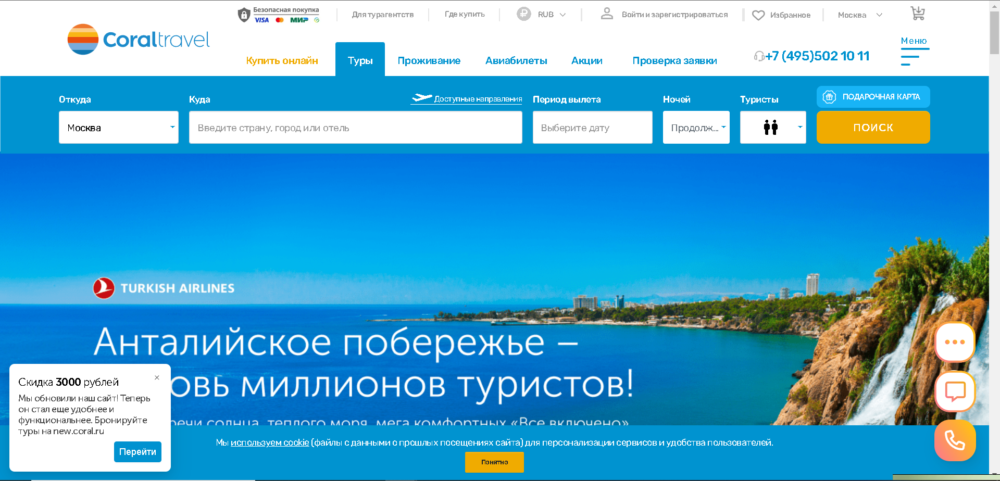 Безопасная покупка
VISA МИР
Для турагентств
Где купить
RUB
Войти и зарегистрироваться
Избранное
Москва
Coraltravel
Купить онлайн
Туры
Проживание
Авиабилеты
Акции
Проверка заявки
+7 (495)502 10 11
Меню
Откуда
Куда
Доступные направления
Период вылета
Ночей
Туристы
ПОДАРОЧНАЯ КАРТА
Москва
Введите страну, город или отель
Выберите дату
Продолж...
ПОИСК
TURKISH AIRLINES
Анталийское побережье –
овь миллионов туристов!
речи солнца, теплого моря, мега комфортных «Все включено»
Скидка 3000 рублей
Мы обновили наш сайт! Теперь
он стал еще удобнее и
функциональнее. Бронируйте
туры на new.coral.ru
Перейти
Мы используем cookie (файлы с данными о прошлых посещениях сайта) для персонализации сервисов и удобства пользователей.
Понятно